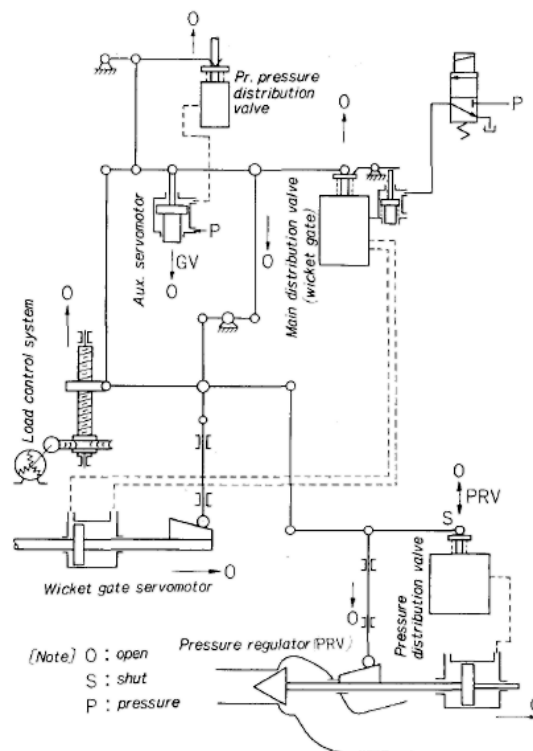 O
Pr. pressure
distribution
valve
O
P
Aux. servomotor
P
GV
O
O
Main distribution valve
(wicket gate)
O
Load control system
O
PRV
S
Wicket gate servomotor
O
O
Pressure
distribution
valve
Pressure regulator (PRV)
[Note] O : open
S : shut
P : pressure
O